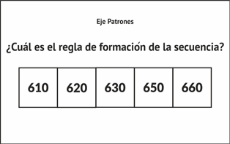 Eje Patrones
¿Cuál es el regla de formación de la secuencia?
610 620 630 650 660